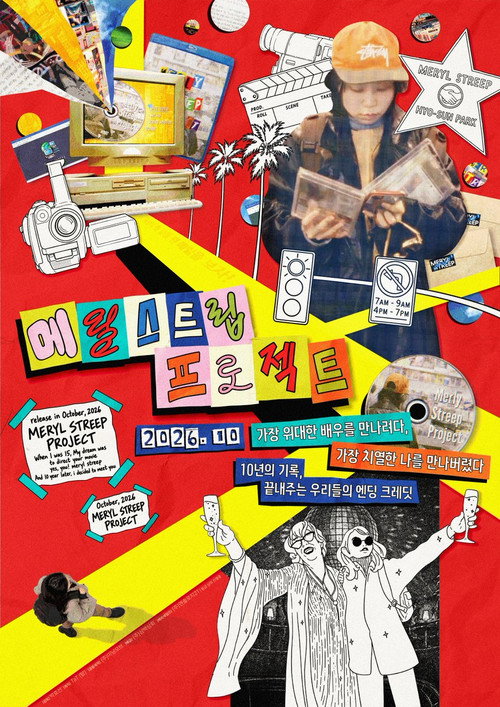 MERYL STREEP
HYO-SUN PARK
PROD.
ROLL
SCENE
TAKE
7AM - 9AM
4PM - 7PM
메릴 스트립
프로젝트
Merly
Streep
Project
release in October, 2026
MERYL STREEP
PROJECT
When I was 15, My dream was
to direct your movie
yes, you! meryl streep
And 10 year later, i decided to meet you
2026.10
가장 위대한 배우를 만나려다,
가장 치열한 나를 만나버렸다
10년의 기록,
끝내주는 우리들의 엔딩 크레딧
October, 2026
MERYL STREEP
PROJECT